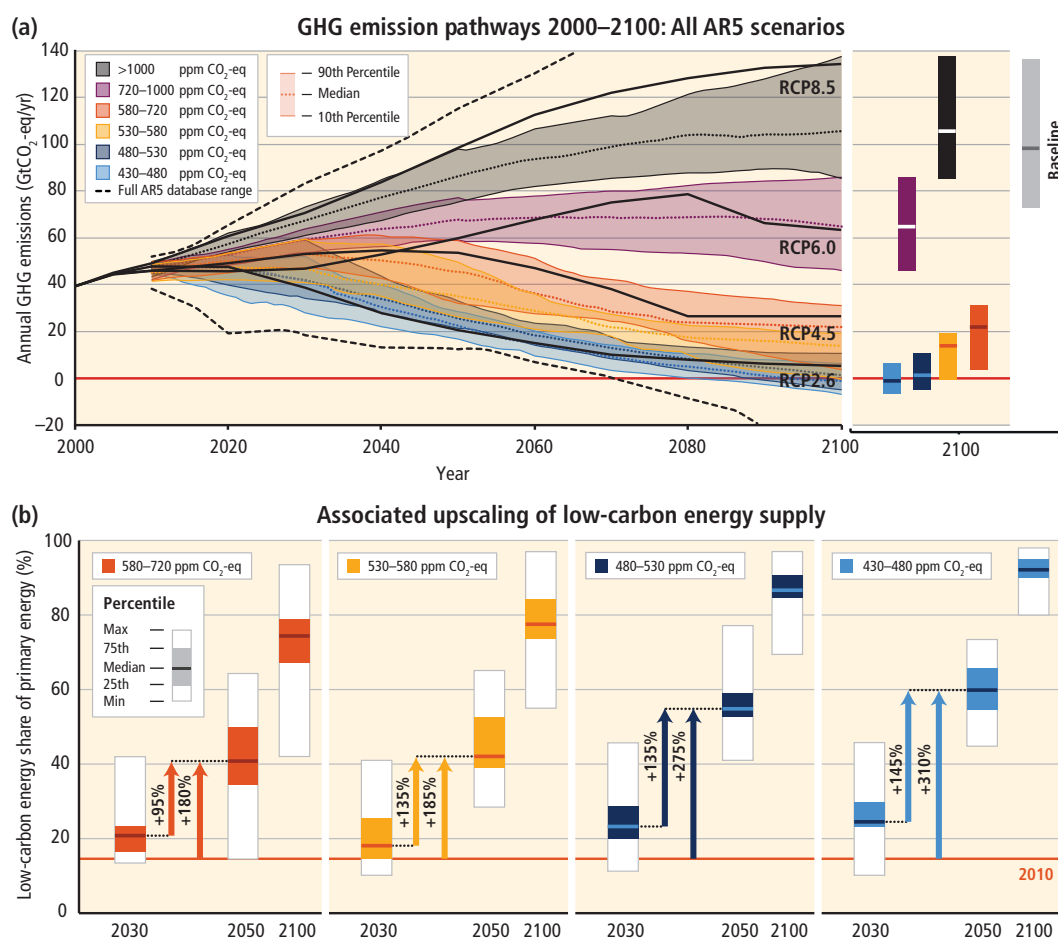 (a)
GHG emission pathways 2000–2100: All AR5 scenarios
Annual GHG emissions (GtCO2-eq/yr)
140
120
100
80
60
40
20
0
–20
>1000 ppm CO2-eq
720–1000 ppm CO2-eq
580–720 ppm CO2-eq
530–580 ppm CO2-eq
480–530 ppm CO2-eq
430–480 ppm CO2-eq
Full AR5 database range
90th Percentile
Median
10th Percentile
RCP8.5
RCP6.0
RCP4.5
RCP2.6
Baseline
2000 2020 2040 2060 2080 2100
2100
Year
(b)
Associated upscaling of low-carbon energy supply
Low-carbon energy share of primary energy (%)
100
80
60
40
20
0
580–720 ppm CO2-eq
Percentile
Max
75th
Median
25th
Min
+95%
+180%
530–580 ppm CO2-eq
+135%
+185%
480–530 ppm CO2-eq
+135%
+275%
430–480 ppm CO2-eq
+145%
+310%
2010
2030 2050 2100 2030 2050 2100 2030 2050 2100 2030 2050 2100